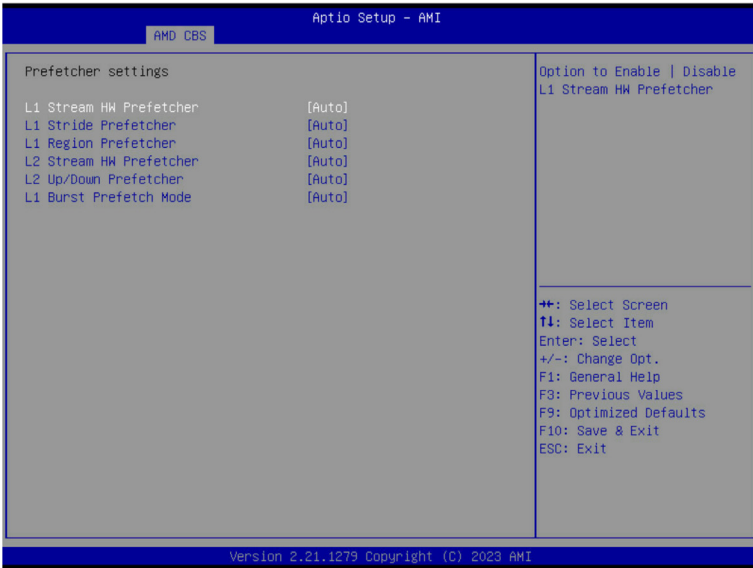 Aptio Setup – AMI
AMD CBS
Prefetcher settings
L1 Stream HW Prefetcher [Auto]
L1 Stride Prefetcher [Auto]
L1 Region Prefetcher [Auto]
L2 Stream HW Prefetcher [Auto]
L2 Up/Down Prefetcher [Auto]
L1 Burst Prefetch Mode [Auto]
Option to Enable | Disable
L1 Stream HW Prefetcher
→←: Select Screen
↑↓: Select Item
Enter: Select
+/-: Change Opt.
F1: General Help
F3: Previous Values
F9: Optimized Defaults
F10: Save & Exit
ESC: Exit
Version 2.21.1279 Copyright (C) 2023 AMI